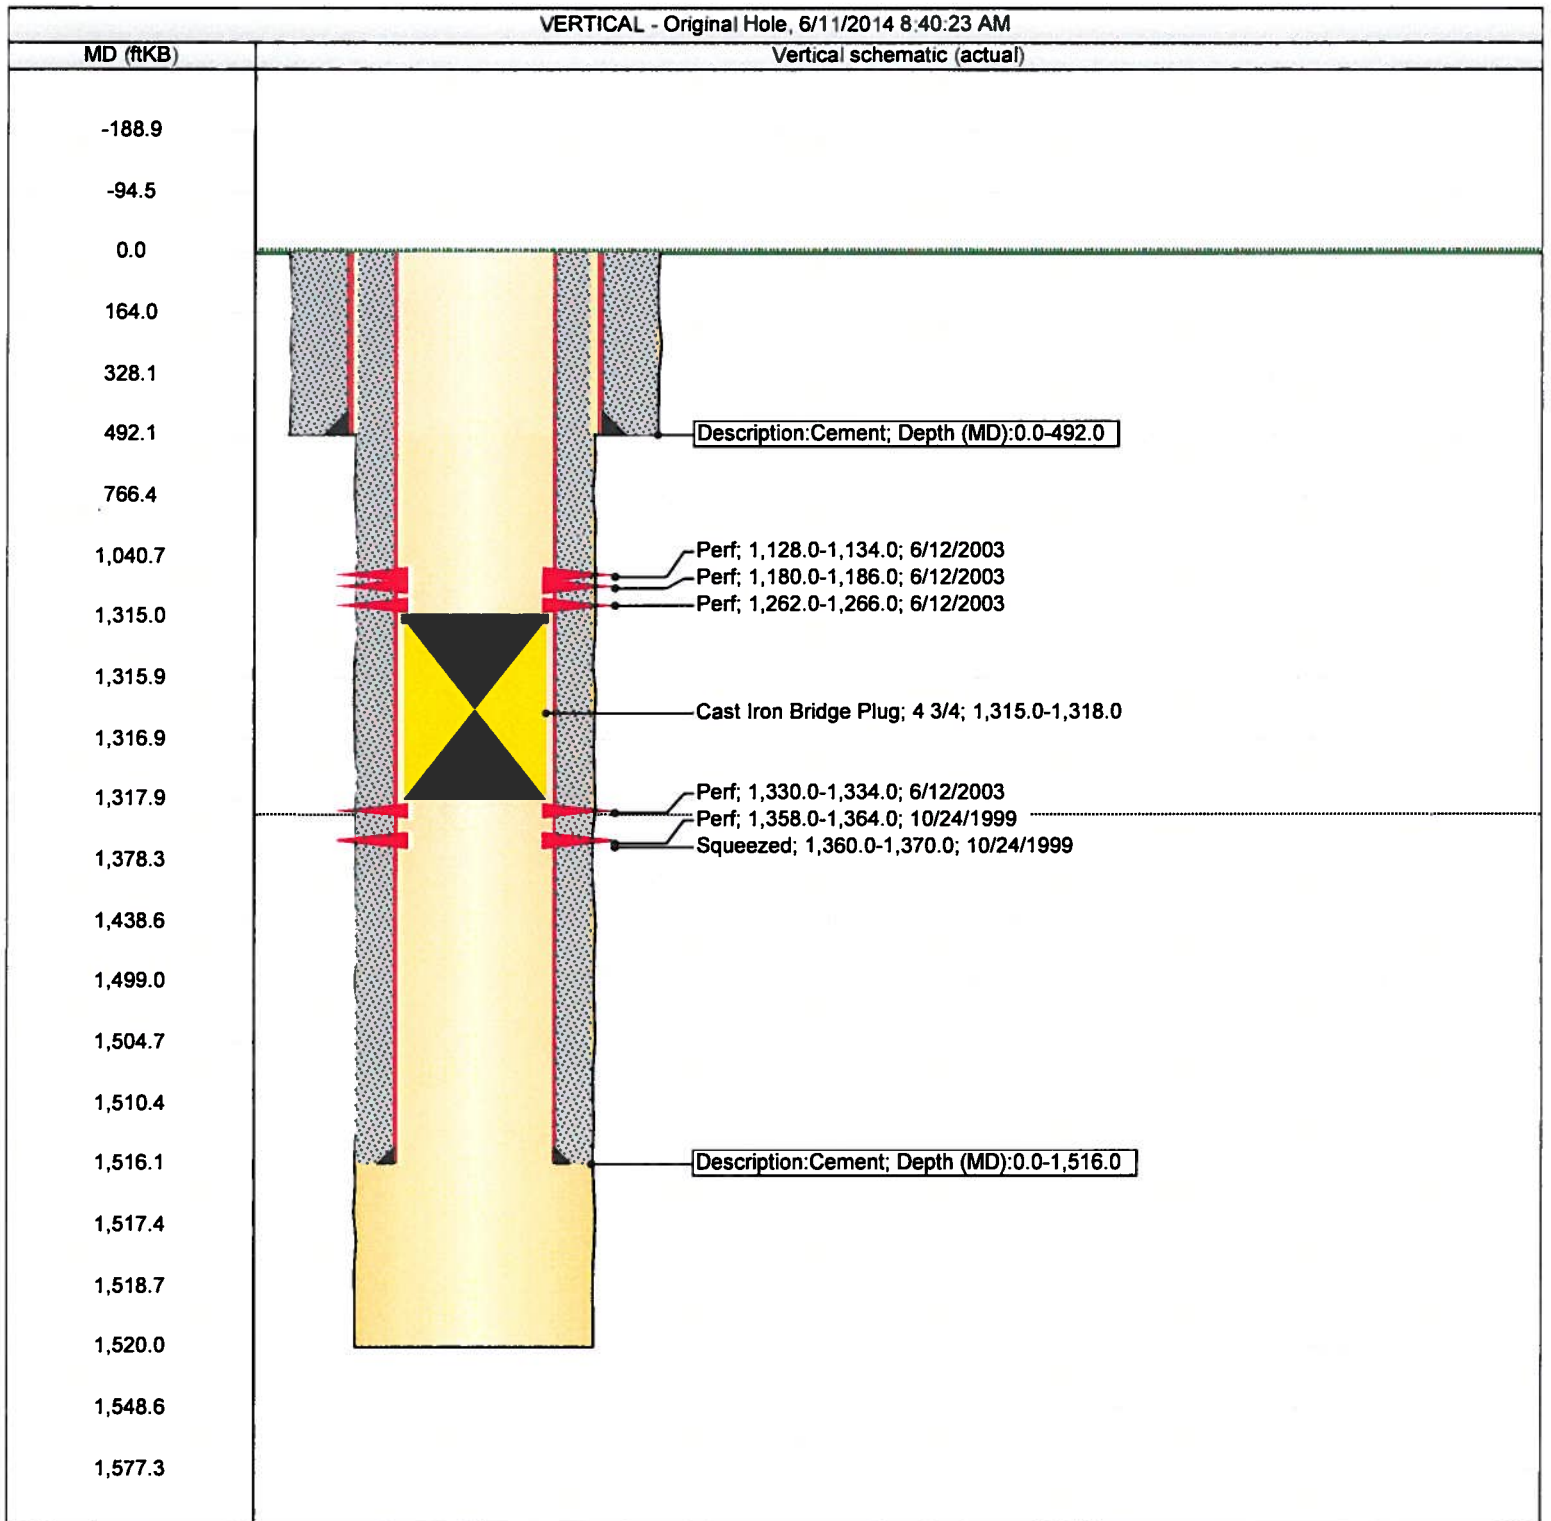 VERTICAL - Original Hole, 6/11/2014 8:40:23 AM
MD (ftKB)
Vertical schematic (actual)
-188.9
-94.5
0.0
164.0
328.1
492.1
Description:Cement; Depth (MD):0.0-492.0
766.4
1,040.7
Perf; 1,128.0-1,134.0; 6/12/2003
Perf; 1,180.0-1,186.0; 6/12/2003
Perf; 1,262.0-1,266.0; 6/12/2003
1,315.0
1,315.9
Cast Iron Bridge Plug; 4 3/4; 1,315.0-1,318.0
1,316.9
1,317.9
Perf; 1,330.0-1,334.0; 6/12/2003
Perf; 1,358.0-1,364.0; 10/24/1999
Squeezed; 1,360.0-1,370.0; 10/24/1999
1,378.3
1,438.6
1,499.0
1,504.7
1,510.4
1,516.1
Description:Cement; Depth (MD):0.0-1,516.0
1,517.4
1,518.7
1,520.0
1,548.6
1,577.3